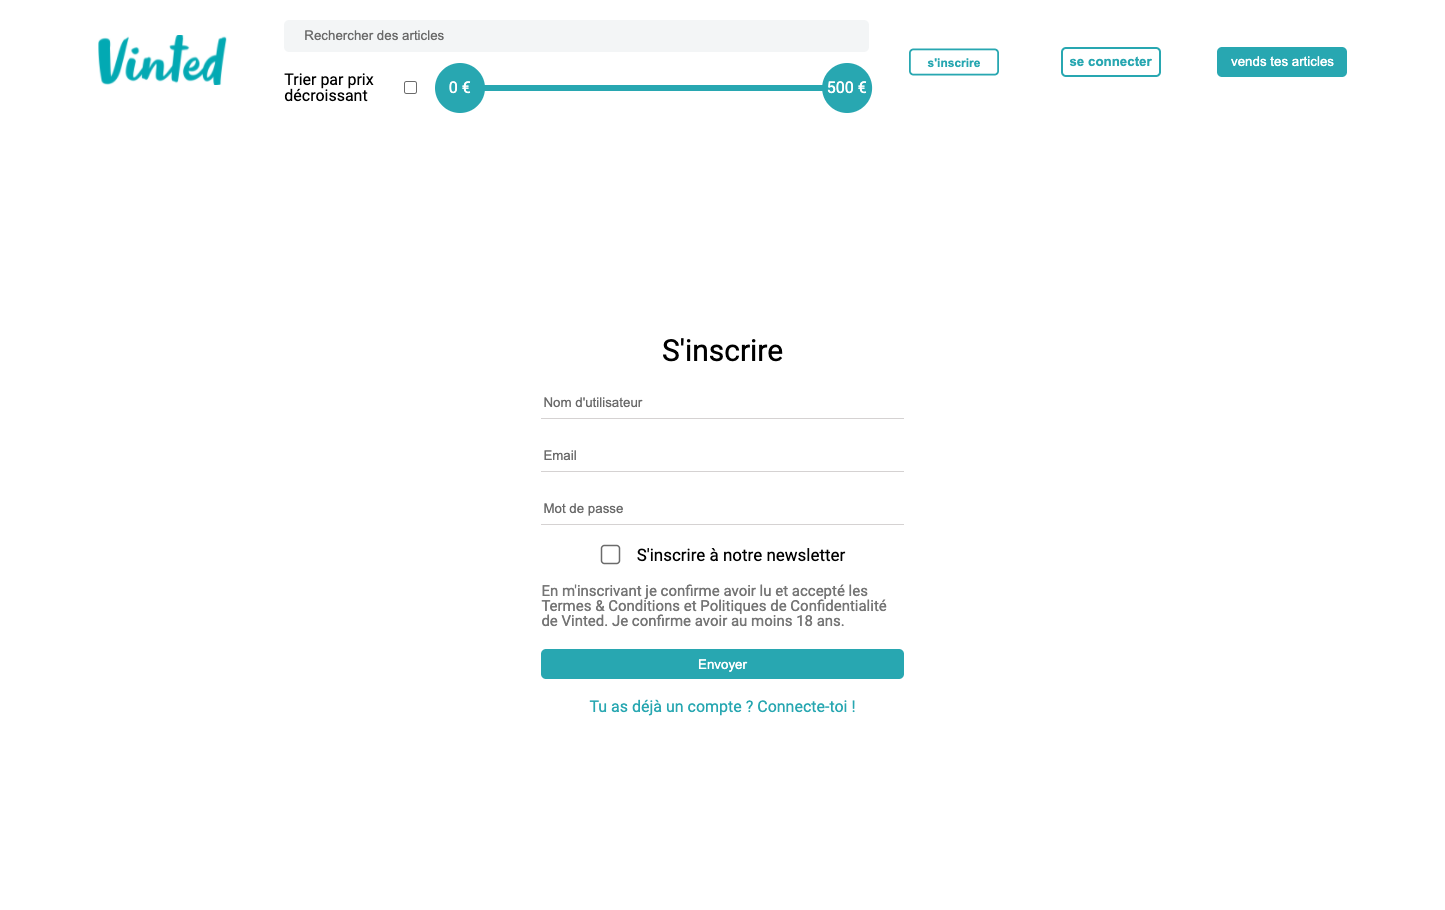 Vinted
Rechercher des articles
Trier par prix
décroissant
0 €
500 €
s'inscrire
se connecter
vends tes articles
S'inscrire
Nom d'utilisateur
Email
Mot de passe
S'inscrire à notre newsletter
En m'inscrivant je confirme avoir lu et accepté les
Termes & Conditions et Politiques de Confidentialité
de Vinted. Je confirme avoir au moins 18 ans.
Envoyer
Tu as déjà un compte ? Connecte-toi !